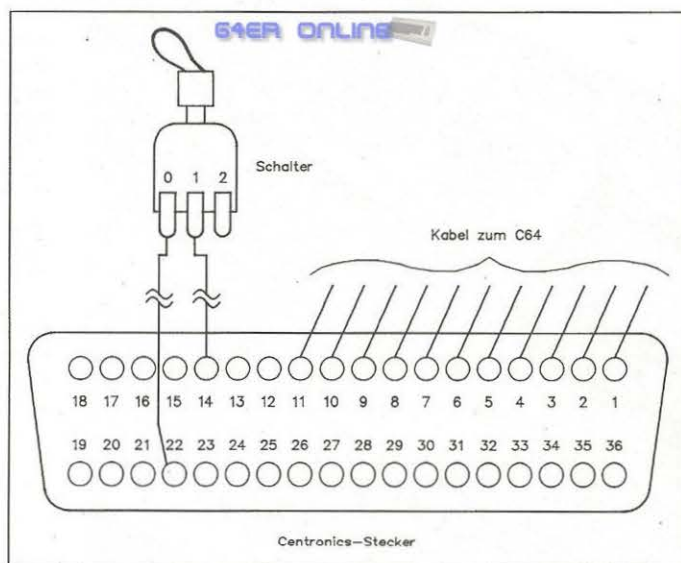 64ER ONLINE
0 1 2
Schalter
Kabel zum C64
18 17 16 15 14 13 12 11 10 9 8 7 6 5 4 3 2 1
19 20 21 22 23 24 25 26 27 28 29 30 31 32 33 34 35 36
Centronics-Stecker